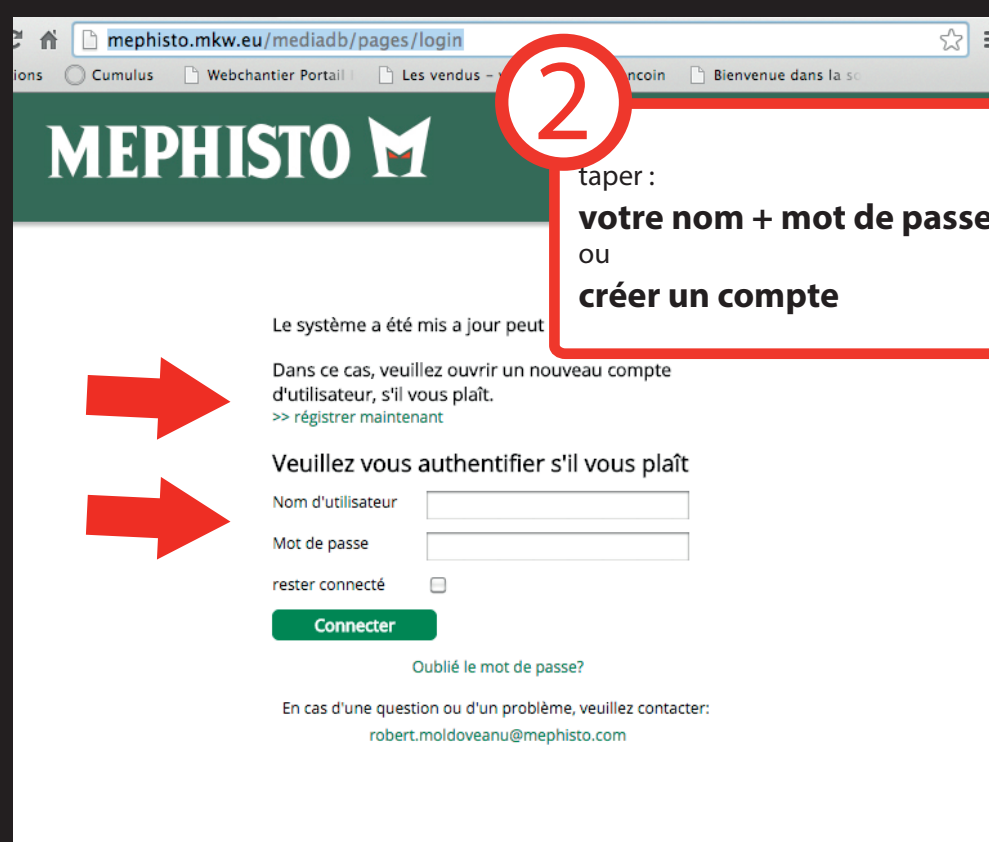 mephisto.mkw.eu/mediadb/pages/login
ions Cumulus Webchantier Portail Les vendus – ncoin Bienvenue dans la
MEPHISTO M
2
taper :
votre nom + mot de passe
ou
créer un compte
Le système a été mis a jour peut
Dans ce cas, veuillez ouvrir un nouveau compte
d'utilisateur, s'il vous plaît.
>> régistrer maintenant
Veuillez vous authentifier s'il vous plaît
Nom d'utilisateur
Mot de passe
rester connecté
Connecter
Oublié le mot de passe?
En cas d'une question ou d'un problème, veuillez contacter:
robert.moldoveanu@mephisto.com